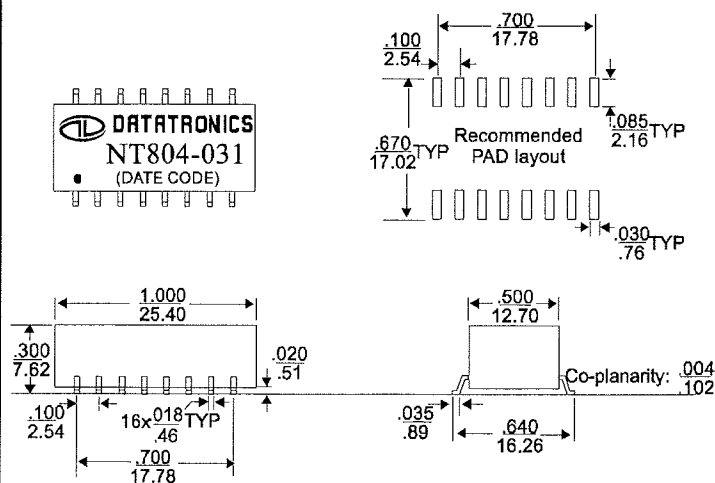 DATATRONICS
NT804-031
(DATE CODE)
.700
17.78
.100
2.54
.670
17.02 TYP
Recommended
PAD layout
.085
2.16 TYP
.030
.76 TYP
1.000
25.40
.300
7.62
.020
.51
.100
2.54
16x .018
.46 TYP
.700
17.78
.500
12.70
Co-planarity: .004
.102
.035
.89
.640
16.26